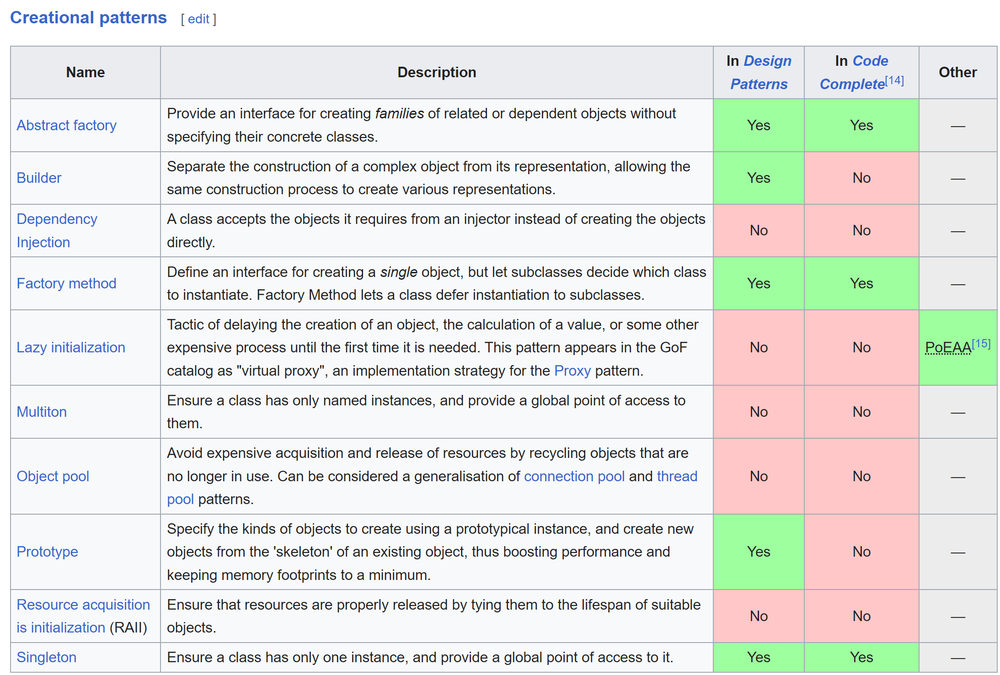 Creational patterns [ edit ]
Name Description In Design Patterns In Code Complete[14] Other
Abstract factory
Provide an interface for creating families of related or dependent objects without
specifying their concrete classes.
Yes Yes —
Builder
Separate the construction of a complex object from its representation, allowing the
same construction process to create various representations.
Yes No —
Dependency
Injection
A class accepts the objects it requires from an injector instead of creating the objects
directly.
No No —
Factory method
Define an interface for creating a single object, but let subclasses decide which class
to instantiate. Factory Method lets a class defer instantiation to subclasses.
Yes Yes —
Lazy initialization
Tactic of delaying the creation of an object, the calculation of a value, or some other
expensive process until the first time it is needed. This pattern appears in the GoF
catalog as "virtual proxy", an implementation strategy for the Proxy pattern.
No No PoEAA[15]
Multiton
Ensure a class has only named instances, and provide a global point of access to
them.
No No —
Object pool
Avoid expensive acquisition and release of resources by recycling objects that are
no longer in use. Can be considered a generalisation of connection pool and thread
pool patterns.
No No —
Prototype
Specify the kinds of objects to create using a prototypical instance, and create new
objects from the 'skeleton' of an existing object, thus boosting performance and
keeping memory footprints to a minimum.
Yes No —
Resource acquisition
is initialization (RAII)
Ensure that resources are properly released by tying them to the lifespan of suitable
objects.
No No —
Singleton
Ensure a class has only one instance, and provide a global point of access to it.
Yes Yes —